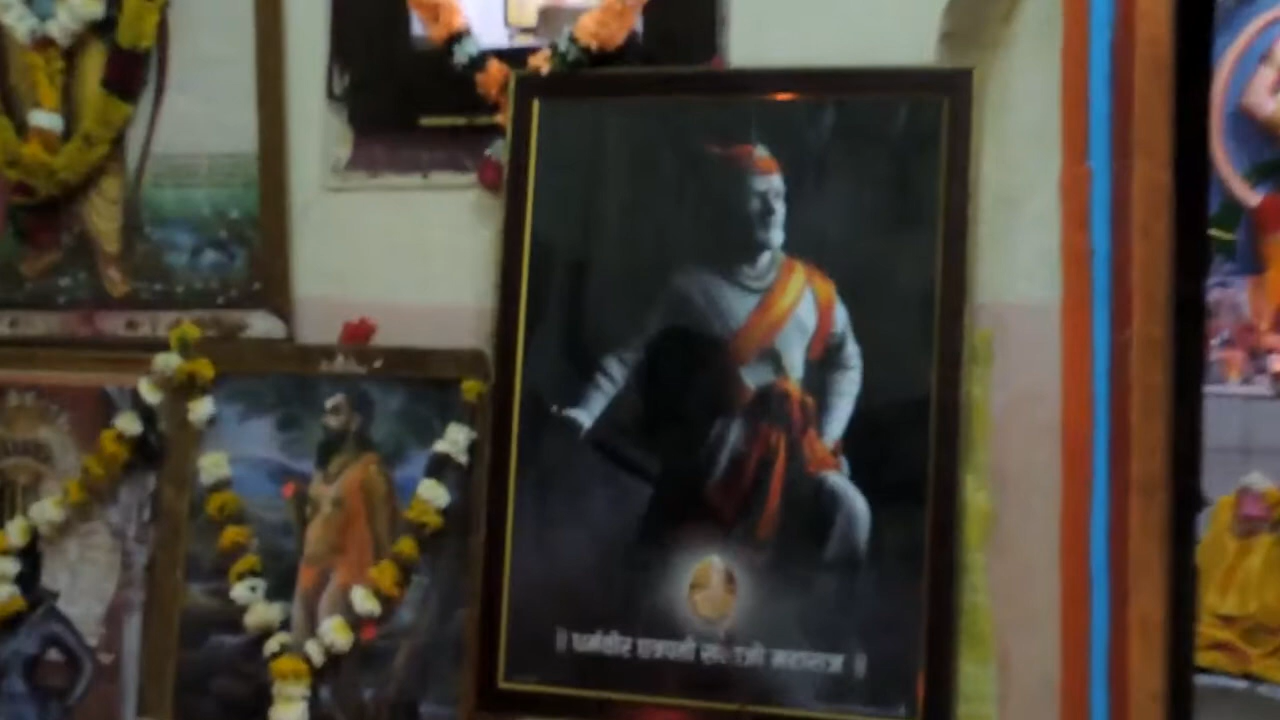 ॥ धर्मवीर छत्रपती संभाजी महाराज ॥